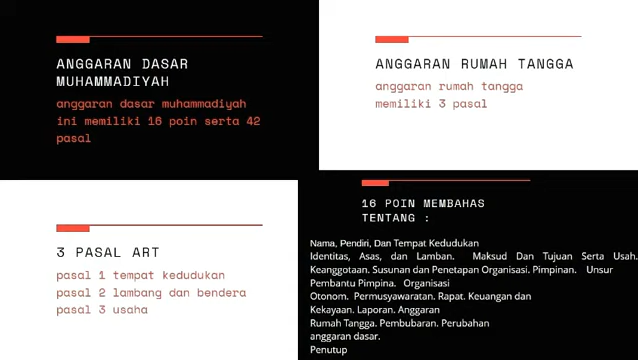 ANGGARAN DASAR
MUHAMMADIYAH
anggaran dasar muhammadiyah
ini memiliki 16 poin serta 42
pasal
ANGGARAN RUMAH TANGGA
anggaran rumah tangga
memiliki 3 pasal
3 PASAL ART
pasal 1 tempat kedudukan
pasal 2 lambang dan bendera
pasal 3 usaha
16 POIN MEMBAHAS
TENTANG :
Nama, Pendiri, Dan Tempat Kedudukan
Identitas, Asas, dan Lamban. Maksud Dan Tujuan Serta Usah.
Keanggotaan. Susunan dan Penetapan Organisasi. Pimpinan. Unsur
Pembantu Pimpina. Organisasi
Otonom. Permusyawaratan. Rapat. Keuangan dan
Kekayaan. Laporan. Anggaran
Rumah Tangga. Pembubaran. Perubahan
anggaran dasar.
Penutup